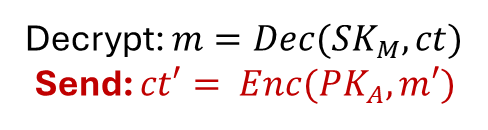 Decrypt: m = Dec(SK_M, ct)
Send: ct′ = Enc(PK_A, m′)